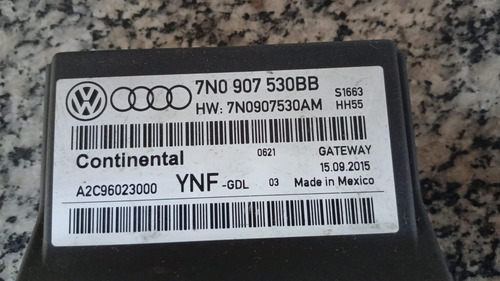 7N0 907 530BB S1663
HW: 7N0907530AM HH55
Continental 0621 GATEWAY
15.09.2015
A2C96023000 YNF -GDL 03 Made in Mexico